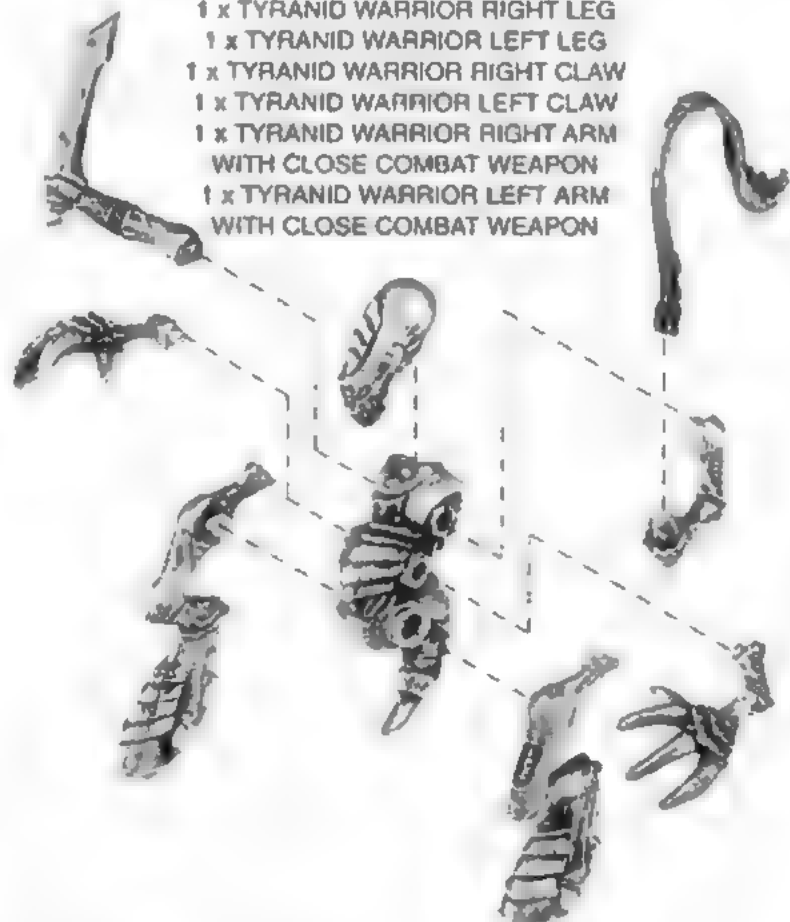 1 x TYRANID WARRIOR RIGHT LEG
1 x TYRANID WARRIOR LEFT LEG
1 x TYRANID WARRIOR RIGHT CLAW
1 x TYRANID WARRIOR LEFT CLAW
1 x TYRANID WARRIOR RIGHT ARM
WITH CLOSE COMBAT WEAPON
1 x TYRANID WARRIOR LEFT ARM
WITH CLOSE COMBAT WEAPON